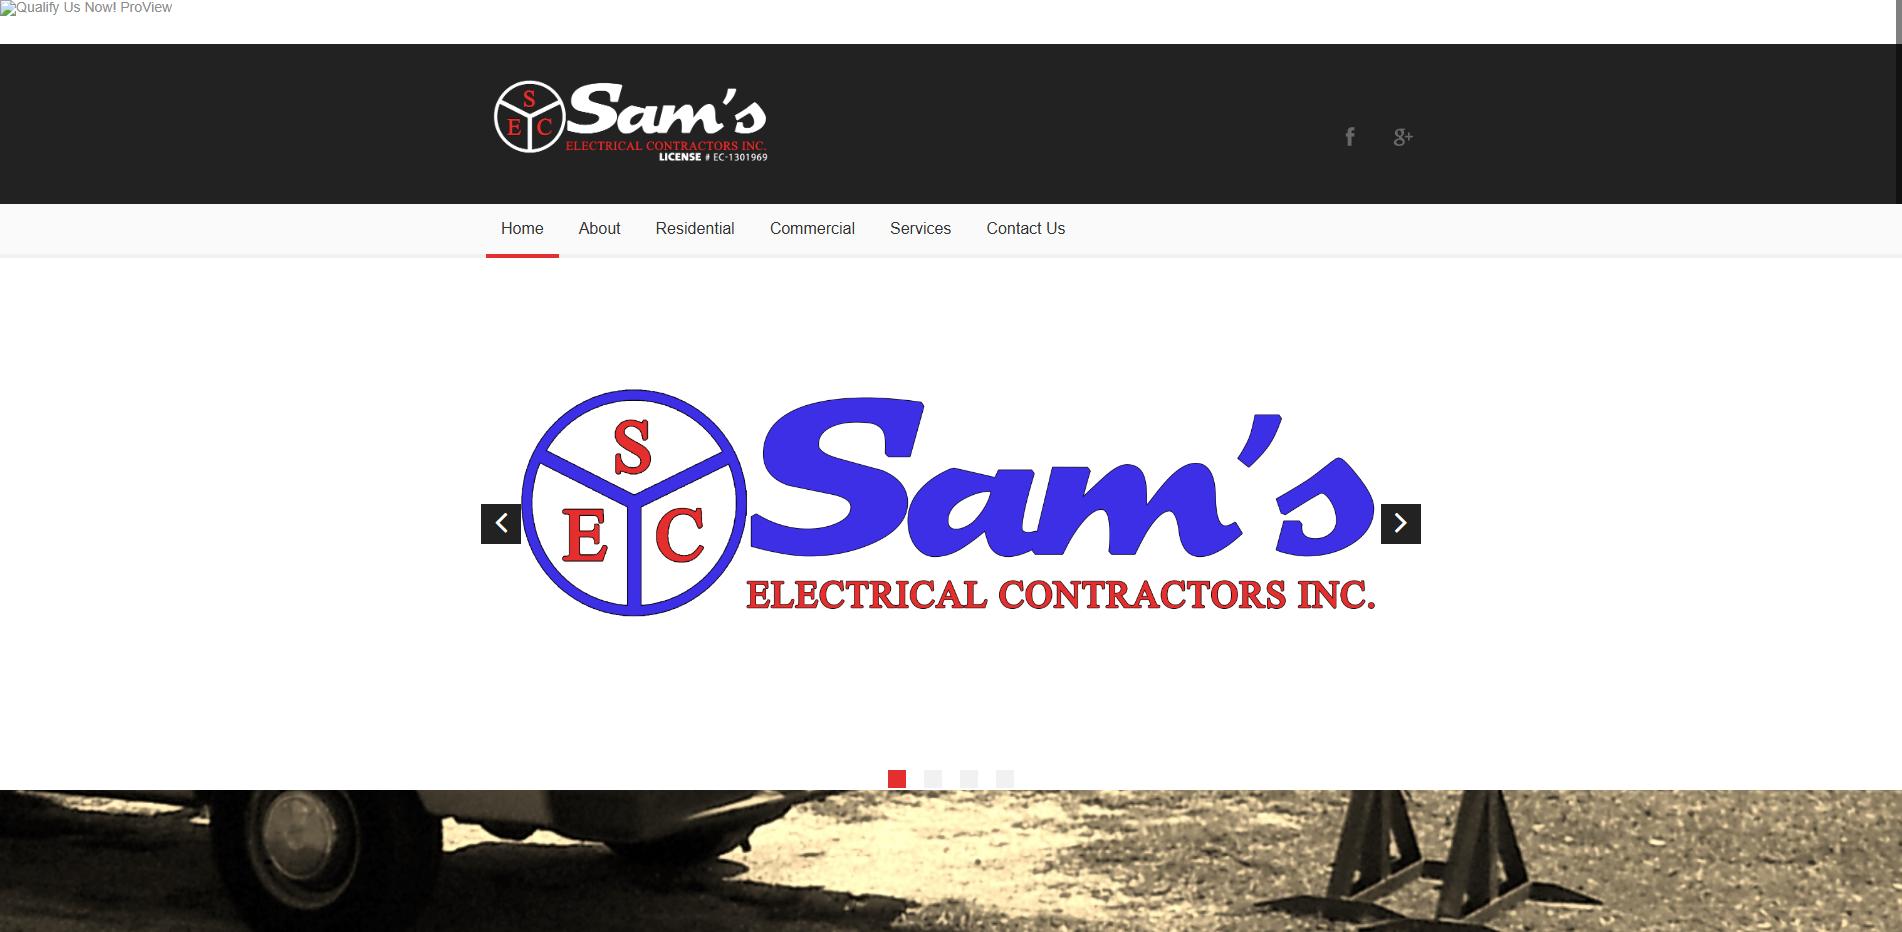 Qualify Us Now! ProView
S
E C
Sam's
ELECTRICAL CONTRACTORS INC.
LICENSE # EC-1301969
f g+
Home About Residential Commercial Services Contact Us
S
E C
Sam's
ELECTRICAL CONTRACTORS INC.